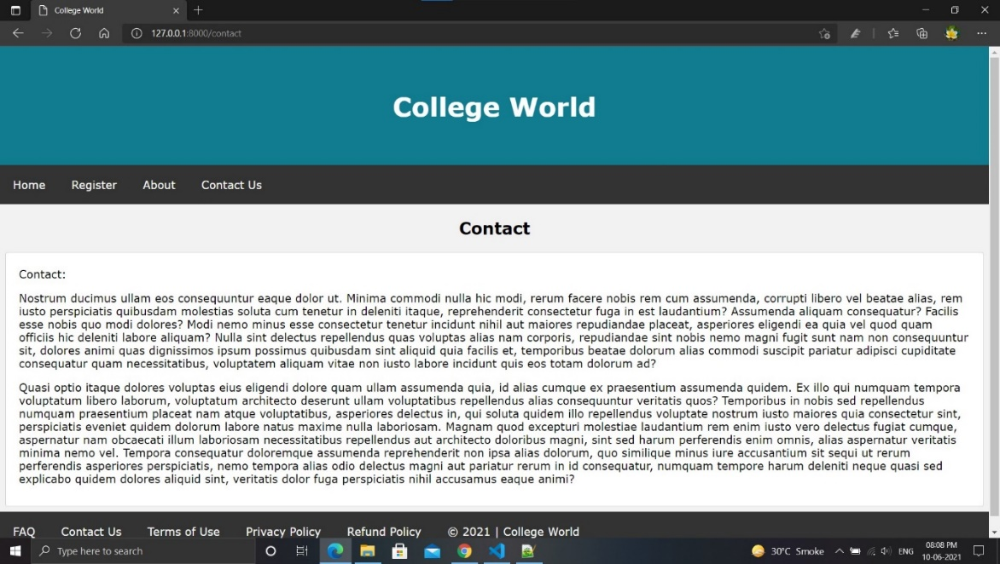 College World
127.0.0.1:8000/contact
College World
Home Register About Contact Us
Contact
Contact:
Nostrum ducimus ullam eos consequuntur eaque dolor ut. Minima commodi nulla hic modi, rerum facere nobis rem cum assumenda, corrupti libero vel beatae alias, rem
iusto perspiciatis quibusdam molestias soluta cum tenetur in deleniti itaque, reprehenderit consectetur fuga in est laudantium? Assumenda aliquam consequatur? Facilis
esse nobis quo modi dolores? Modi nemo minus esse consectetur tenetur incidunt nihil aut maiores repudiandae placeat, asperiores eligendi ea quia vel quod quam
officiis hic deleniti labore aliquam? Nulla sint delectus repellendus quas voluptas alias nam corporis, repudiandae sint nobis nemo magni fugit sunt nam non consequuntur
sit, dolores animi quas dignissimos ipsum possimus quibusdam sint aliquid quia facilis et, temporibus beatae dolorum alias commodi suscipit pariatur adipisci cupiditate
consequatur quam necessitatibus, voluptatem aliquam vitae non iusto labore incidunt quis eos totam dolorum ad?
Quasi optio itaque dolores voluptas eius eligendi dolore quam ullam assumenda quia, id alias cumque ex praesentium assumenda quidem. Ex illo qui numquam tempora
voluptatum libero laborum, voluptatum architecto deserunt ullam voluptatibus repellendus alias consequuntur veritatis quos? Temporibus in nobis sed repellendus
numquam praesentium placeat nam atque voluptatibus, asperiores delectus in, qui soluta quidem illo repellendus voluptate nostrum iusto maiores quia consectetur sint,
perspiciatis eveniet quidem dolorum labore natus maxime nulla laboriosam. Magnam quod excepturi molestiae laudantium rem enim iusto vero delectus fugiat cumque,
aspernatur nam obcaecati illum laboriosam necessitatibus repellendus aut architecto doloribus magni, sint sed harum perferendis enim omnis, alias aspernatur veritatis
minima nemo vel. Tempora consequatur doloremque assumenda reprehenderit non ipsa alias dolorum, quo similique minus iure accusantium sit sequi ut rerum
perferendis asperiores perspiciatis, nemo tempora alias odio delectus magni aut pariatur rerum in id consequatur, numquam tempore harum deleniti neque quasi sed
explicabo quidem dolores aliquid sint, veritatis dolor fuga perspiciatis nihil accusamus eaque animi?
FAQ Contact Us Terms of Use Privacy Policy Refund Policy © 2021 | College World
Type here to search
30°C Smoke
ENG
08:08 PM
10-06-2021